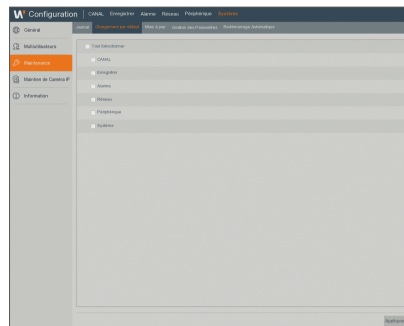 W Configuration CANAL Enregistrer Alarme Réseau Périphérique Système
Général
Multiutilisateurs
Maintenance
Maintien de Caméra IP
Information
Journal Chargement par défaut Mise à jour Gestion des Paramètres Redémarrage Automatique
Tout Sélectionner
CANAL
Enregistrer
Alarme
Réseau
Périphérique
Système
Appliquer